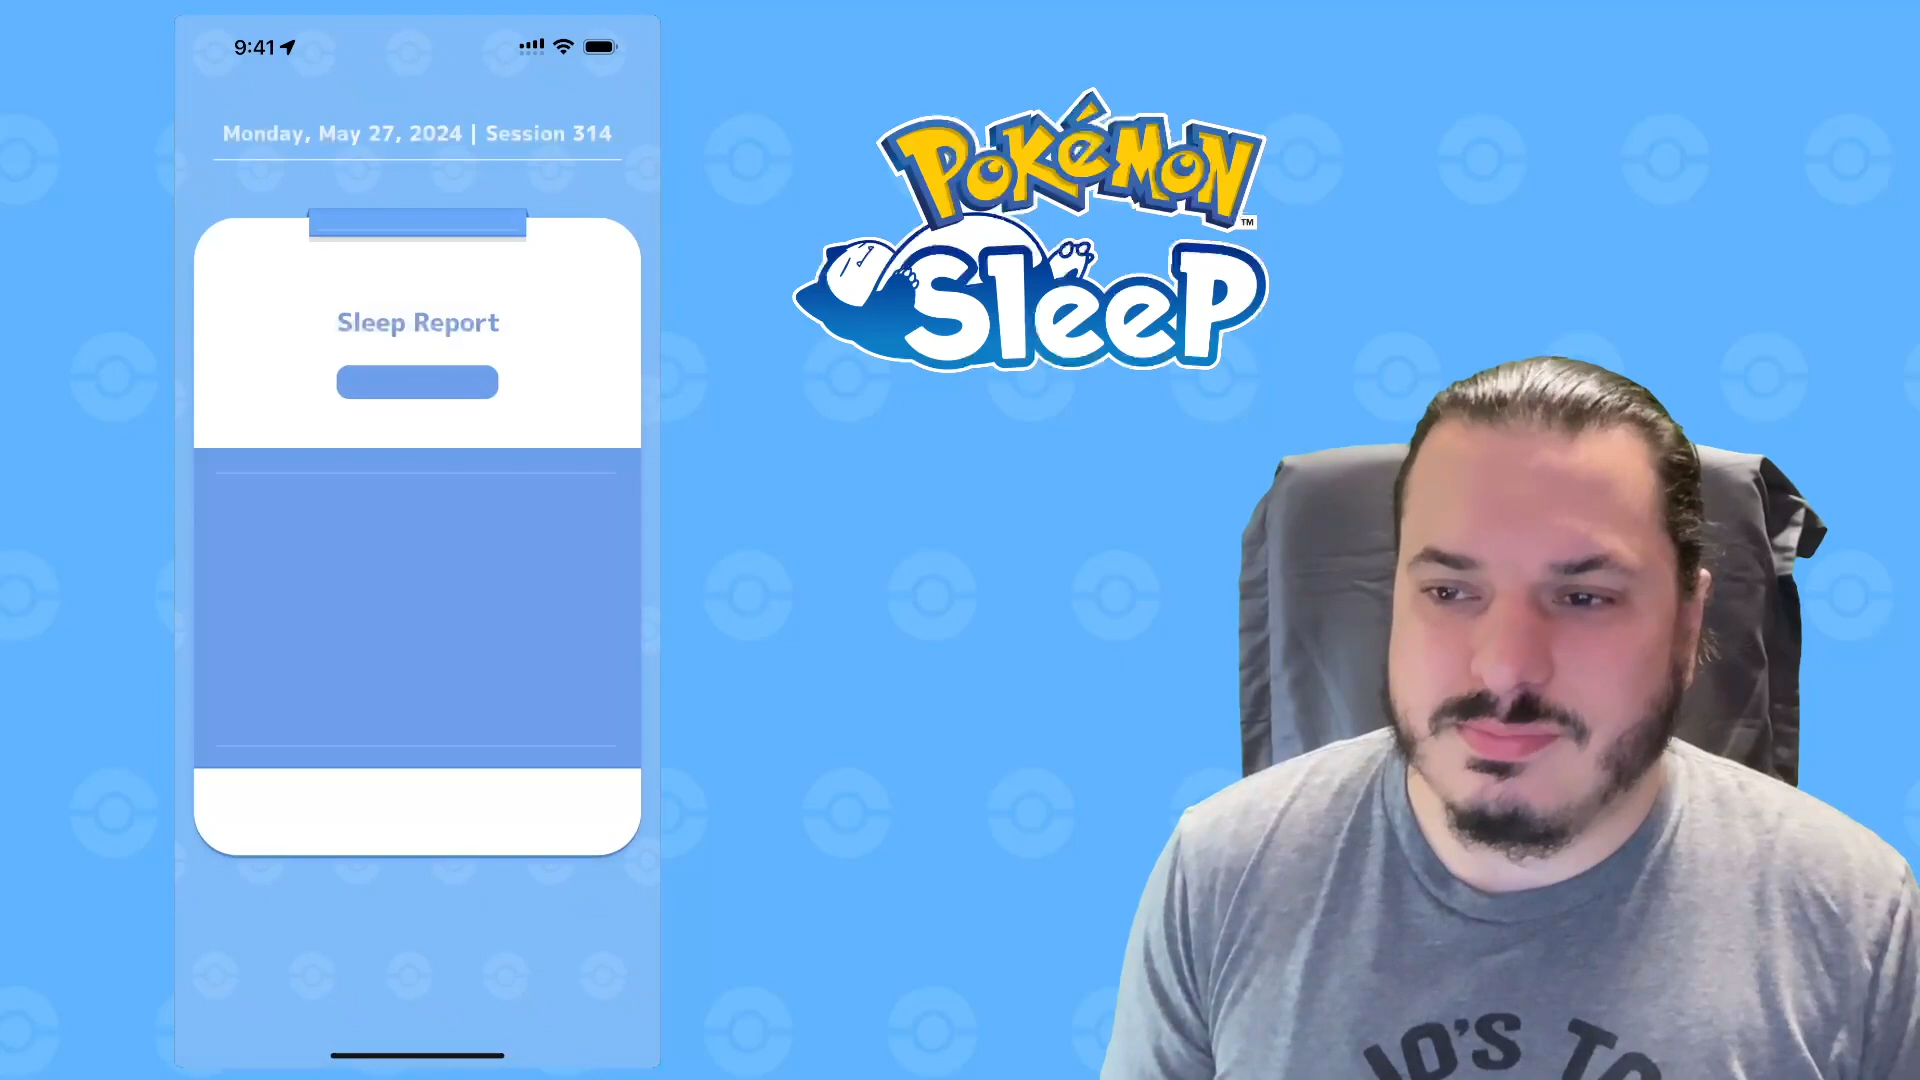 9:41
Monday, May 27, 2024 | Session 314
Sleep Report
POKéMON
TM
Sleep